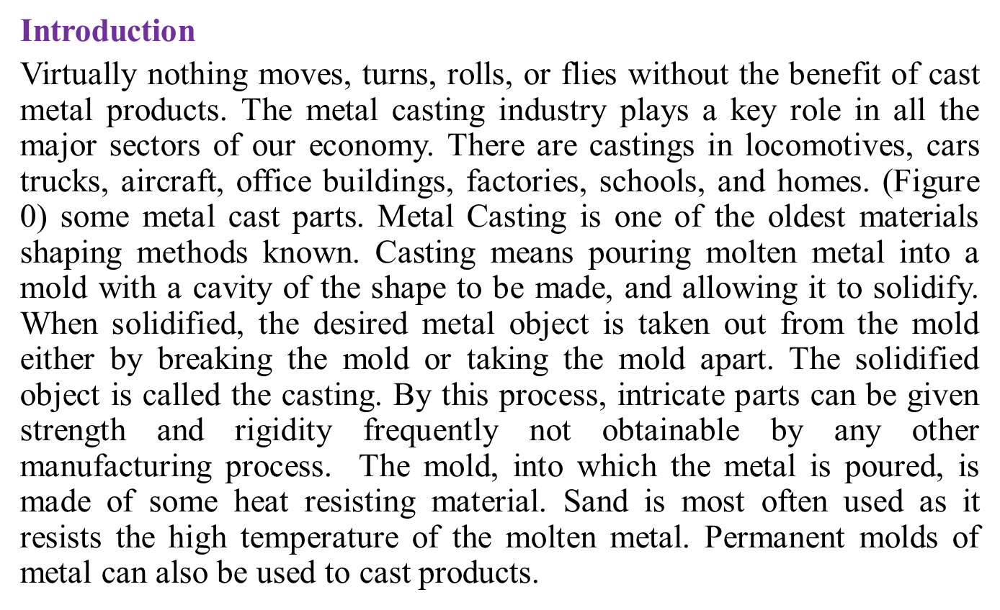 Introduction
Virtually nothing moves, turns, rolls, or flies without the benefit of cast
metal products. The metal casting industry plays a key role in all the
major sectors of our economy. There are castings in locomotives, cars
trucks, aircraft, office buildings, factories, schools, and homes. (Figure
0) some metal cast parts. Metal Casting is one of the oldest materials
shaping methods known. Casting means pouring molten metal into a
mold with a cavity of the shape to be made, and allowing it to solidify.
When solidified, the desired metal object is taken out from the mold
either by breaking the mold or taking the mold apart. The solidified
object is called the casting. By this process, intricate parts can be given
strength and rigidity frequently not obtainable by any other
manufacturing process.  The mold, into which the metal is poured, is
made of some heat resisting material. Sand is most often used as it
resists the high temperature of the molten metal. Permanent molds of
metal can also be used to cast products.